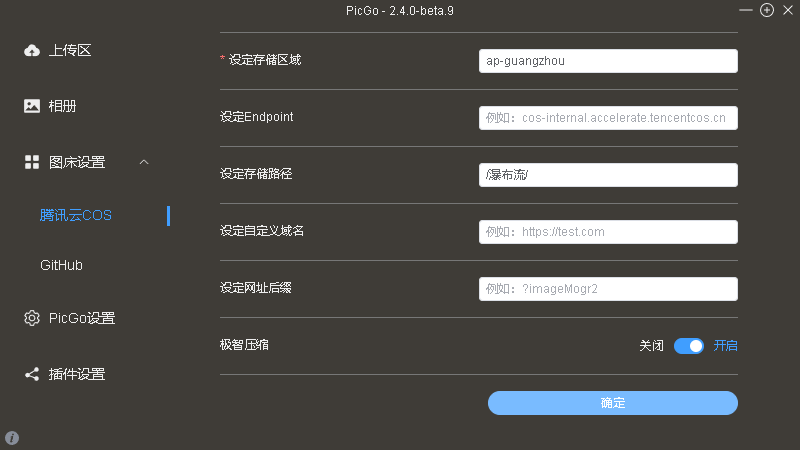 PicGo - 2.4.0-beta.9
上传区
相册
图床设置
腾讯云COS
GitHub
PicGo设置
插件设置
* 设定存储区域
ap-guangzhou
设定Endpoint
例如：cos-internal.accelerate.tencentcos.cn
设定存储路径
/瀑布流/
设定自定义域名
例如：https://test.com
设定网址后缀
例如：?imageMogr2
极智压缩
关闭 开启
确定